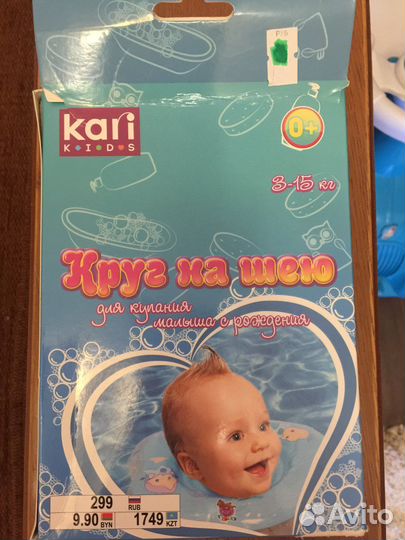 P/Б
kari
KIDS
0+
3-15 кг
Круг на шею
для купания
малыша с рождения
299 RUB
9.90 BYN 1749 KZT
Avito